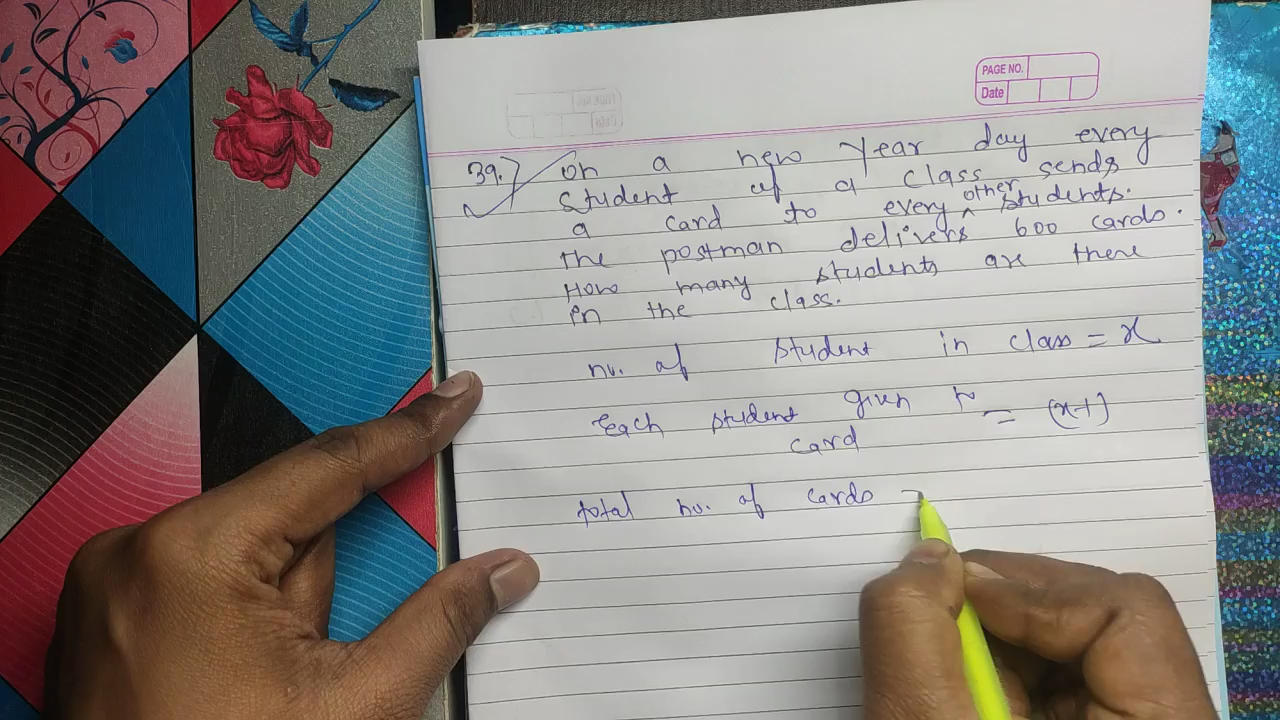 PAGE NO.
Date
39.) On a new Year day every
student of a class sends
a card to every other students.
the postman delivers 600 cards.
How many students are there
in the class.
no. of student in class = x
Each student given to = (x-1)
card
total no. of cards =